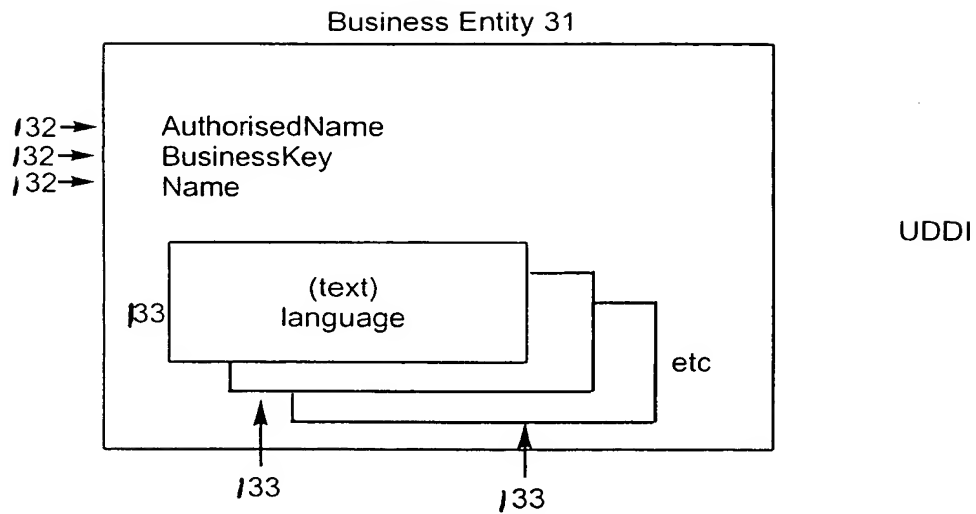 Business Entity 31
132 AuthorisedName
132 BusinessKey
132 Name
UDDI
(text)
language
133
etc
133
133